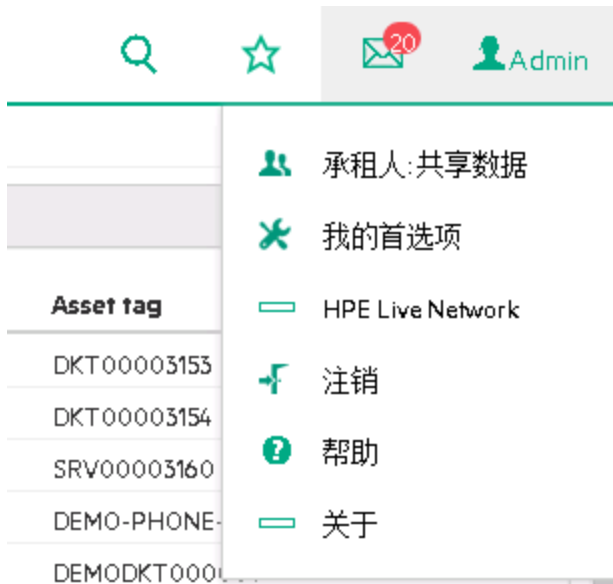 20
Admin
承租人:共享数据
我的首选项
Asset tag
HPE Live Network
DKT00003153
注销
DKT00003154
帮助
SRV00003160
DEMO-PHONE-
关于